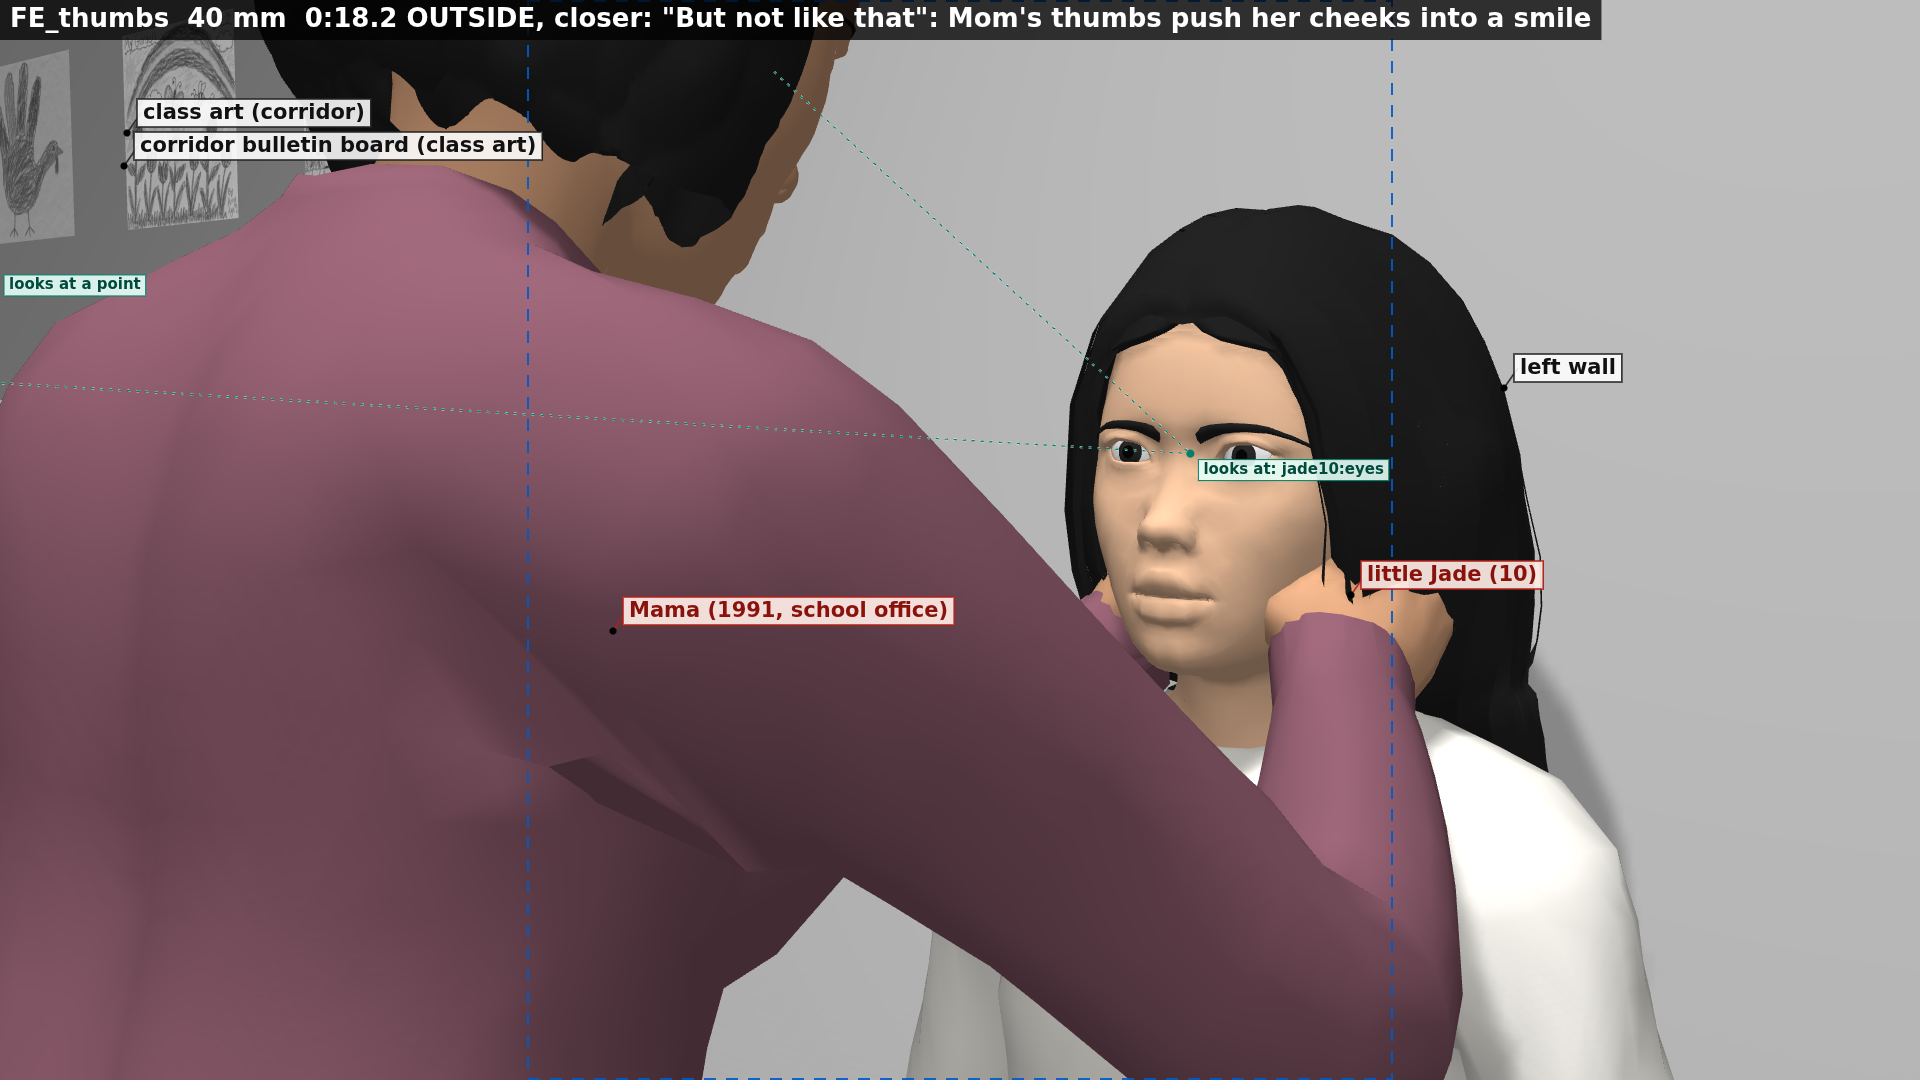 FE_thumbs 40 mm 0:18.2 OUTSIDE, closer: "But not like that": Mom's thumbs push her cheeks into a smile
class art (corridor)
corridor bulletin board (class art)
looks at a point
left wall
looks at: jade10:eyes
little Jade (10)
Mama (1991, school office)